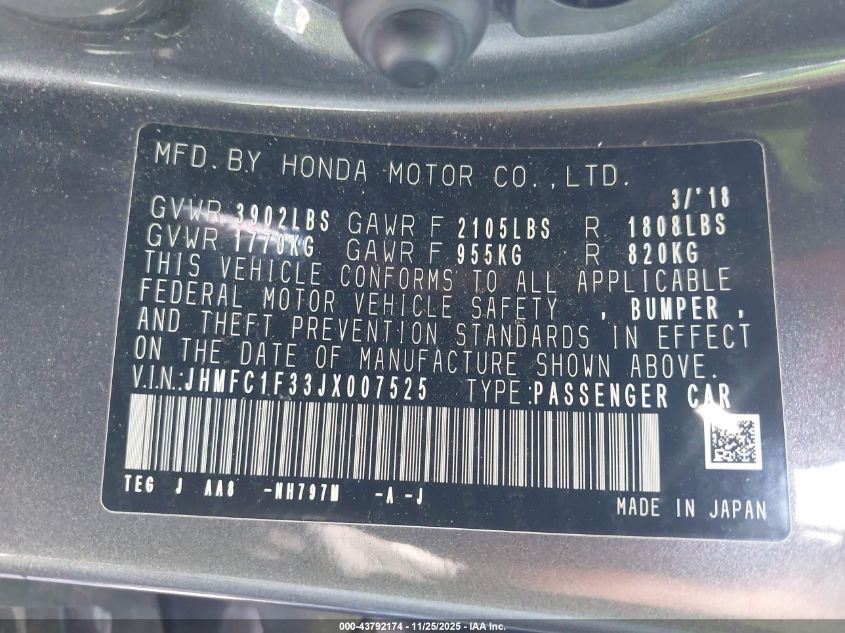 MFD. BY HONDA MOTOR CO., LTD.
3/'18
GVWR 3902LBS GAWR F 2105LBS R 1808LBS
GVWR 1770KG GAWR F 955KG R 820KG
THIS VEHICLE CONFORMS TO ALL APPLICABLE
FEDERAL MOTOR VEHICLE SAFETY , BUMPER ,
AND THEFT PREVENTION STANDARDS IN EFFECT
ON THE DATE OF MANUFACTURE SHOWN ABOVE.
V.I.N.:JHMFC1F33JX007525 TYPE:PASSENGER CAR
TEG J AA8 -NH797M -A -J
MADE IN JAPAN
000-43792174 - 11/25/2025 - IAA Inc.